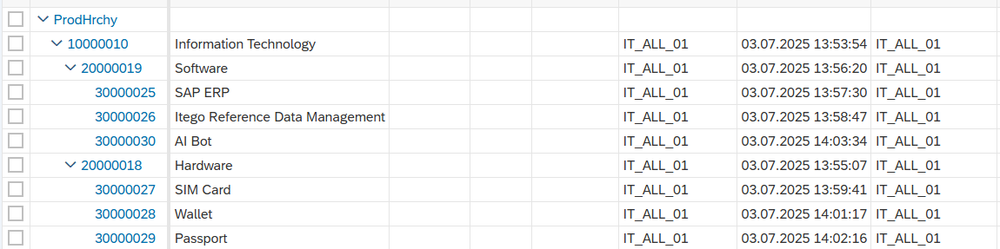 ProdHrchy
10000010 Information Technology IT_ALL_01 03.07.2025 13:53:54 IT_ALL_01
20000019 Software IT_ALL_01 03.07.2025 13:56:20 IT_ALL_01
30000025 SAP ERP IT_ALL_01 03.07.2025 13:57:30 IT_ALL_01
30000026 Itego Reference Data Management IT_ALL_01 03.07.2025 13:58:47 IT_ALL_01
30000030 AI Bot IT_ALL_01 03.07.2025 14:03:34 IT_ALL_01
20000018 Hardware IT_ALL_01 03.07.2025 13:55:07 IT_ALL_01
30000027 SIM Card IT_ALL_01 03.07.2025 13:59:41 IT_ALL_01
30000028 Wallet IT_ALL_01 03.07.2025 14:01:17 IT_ALL_01
30000029 Passport IT_ALL_01 03.07.2025 14:02:16 IT_ALL_01